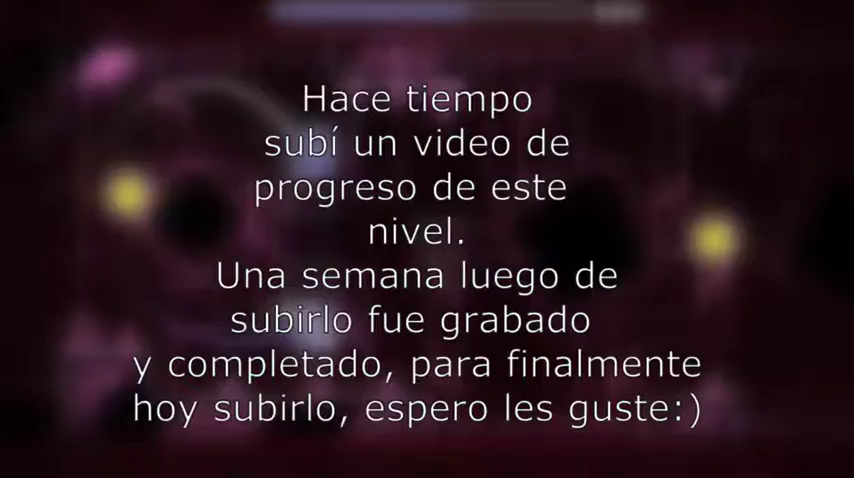 Hace tiempo
subí un video de
progreso de este
nivel.
Una semana luego de
subirlo fue grabado
y completado, para finalmente
hoy subirlo, espero les guste:)